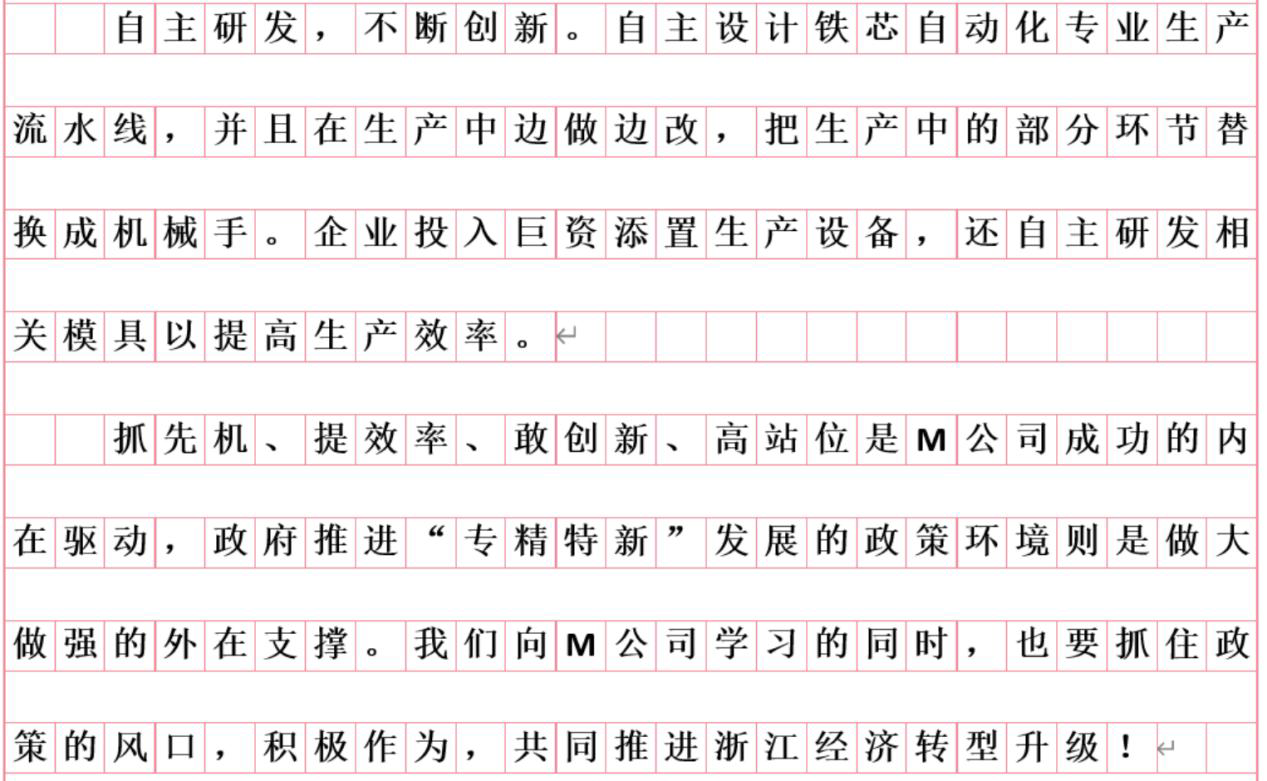 自主研发，不断创新。自主设计铁芯自动化专业生产
流水线，并且在生产中边做边改，把生产中的部分环节替
换成机械手。企业投入巨资添置生产设备，还自主研发相
关模具以提高生产效率。
抓先机、提效率、敢创新、高站位是M公司成功的内
在驱动，政府推进“专精特新”发展的政策环境则是做大
做强的外在支撑。我们向M公司学习的同时，也要抓住政
策的风口，积极作为，共同推进浙江经济转型升级！